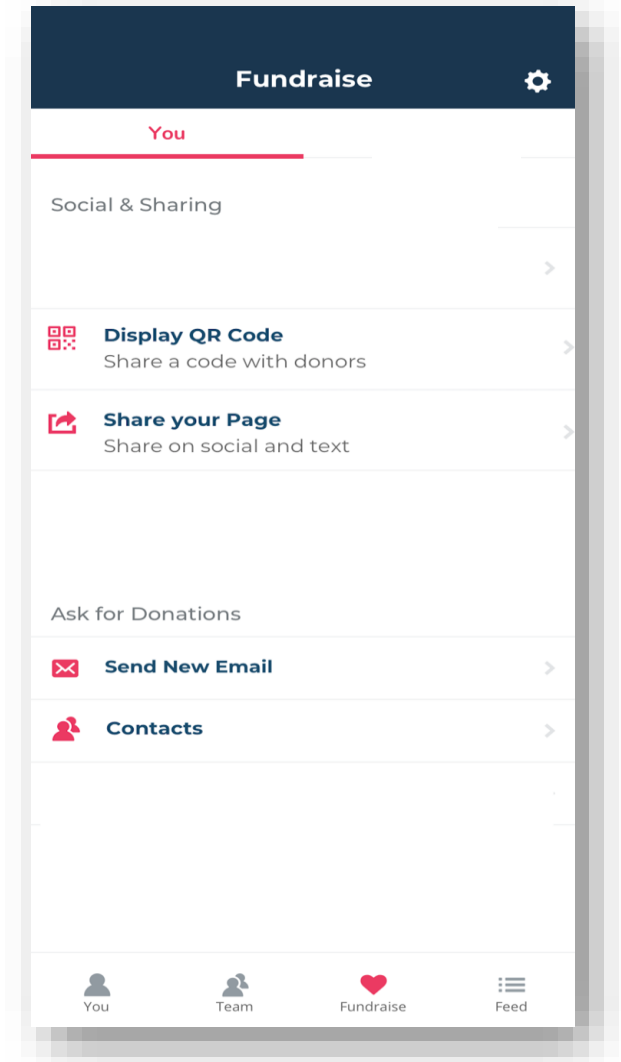 Fundraise
You
Social & Sharing
Display QR Code
Share a code with donors
Share your Page
Share on social and text
Ask for Donations
Send New Email
Contacts
You Team Fundraise Feed